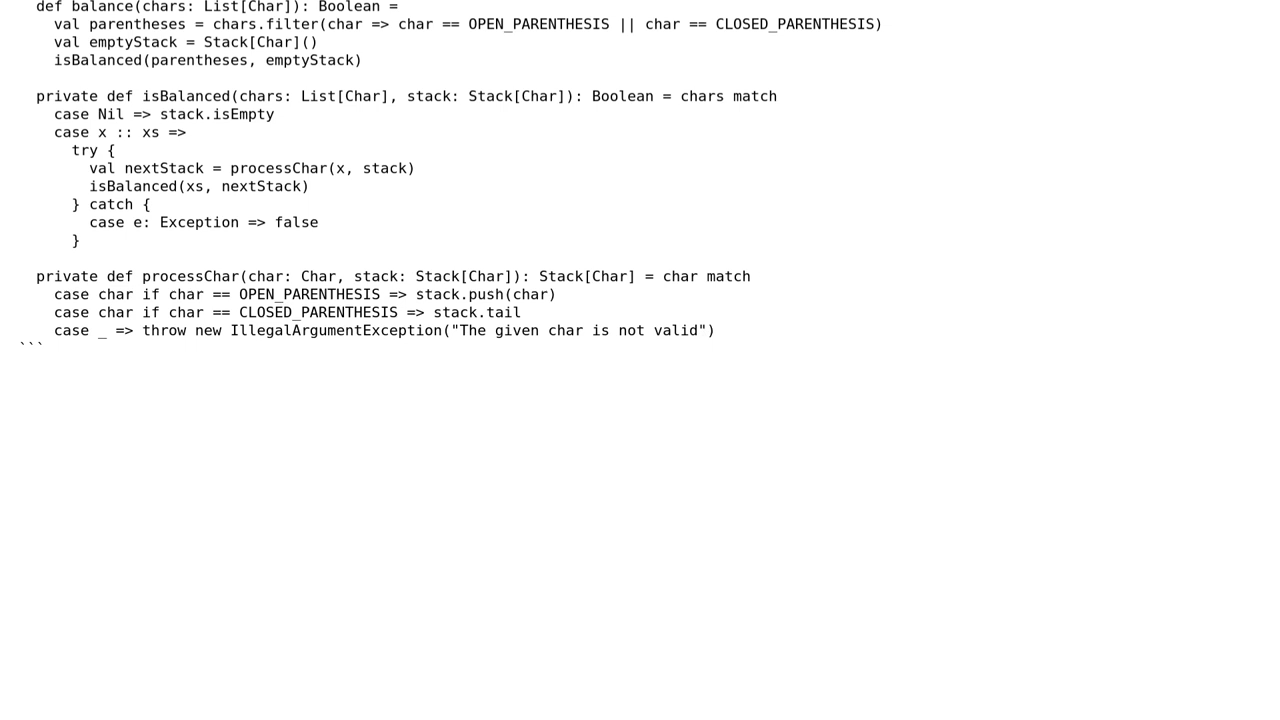 def balance(chars: List[Char]): Boolean =
val parentheses = chars.filter(char => char == OPEN_PARENTHESIS || char == CLOSED_PARENTHESIS)
val emptyStack = Stack[Char]()
isBalanced(parentheses, emptyStack)
private def isBalanced(chars: List[Char], stack: Stack[Char]): Boolean = chars match
case Nil => stack.isEmpty
case x :: xs =>
try {
val nextStack = processChar(x, stack)
isBalanced(xs, nextStack)
} catch {
case e: Exception => false
}
private def processChar(char: Char, stack: Stack[Char]): Stack[Char] = char match
case char if char == OPEN_PARENTHESIS => stack.push(char)
case char if char == CLOSED_PARENTHESIS => stack.tail
case _ => throw new IllegalArgumentException("The given char is not valid")
```